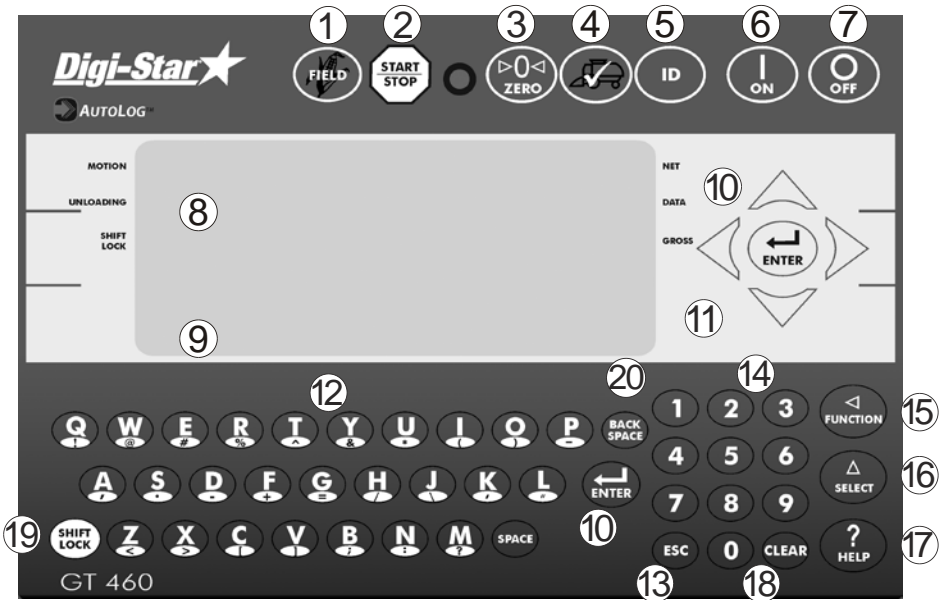 1 2 3 4 5 6 7
Digi-Star
FIELD START STOP >0< ZERO ID | ON O OFF
AUTOLOG™
MOTION NET 10
UNLOADING 8 DATA
SHIFT LOCK GROSS ENTER
11
9
12 20 14
Q ! W @ E # R % T ^ Y & U * I ( O ) P - BACK SPACE 1 2 3 ◁ FUNCTION 15
A S D F + G = H / J \ K L ENTER 4 5 6 △ SELECT 16
7 8 9
10
19 SHIFT LOCK Z < X > C V B ; N : M ? SPACE ESC 0 CLEAR ? HELP 17
GT 460 13 18